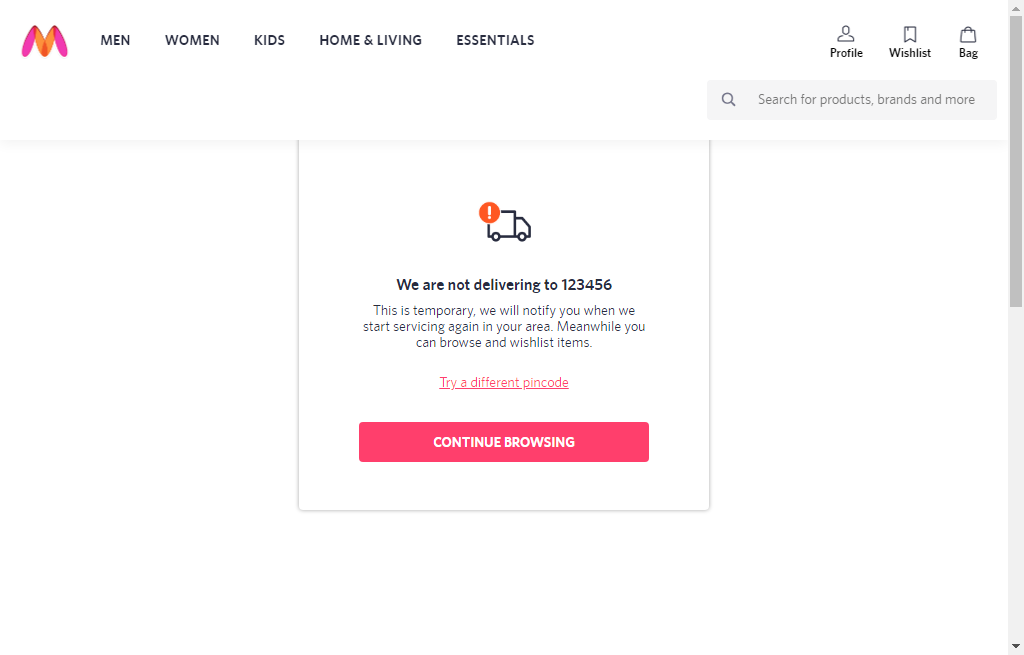 MEN WOMEN KIDS HOME & LIVING ESSENTIALS
Profile Wishlist Bag
Search for products, brands and more
!
We are not delivering to 123456
This is temporary, we will notify you when we
start servicing again in your area. Meanwhile you
can browse and wishlist items.
Try a different pincode
CONTINUE BROWSING